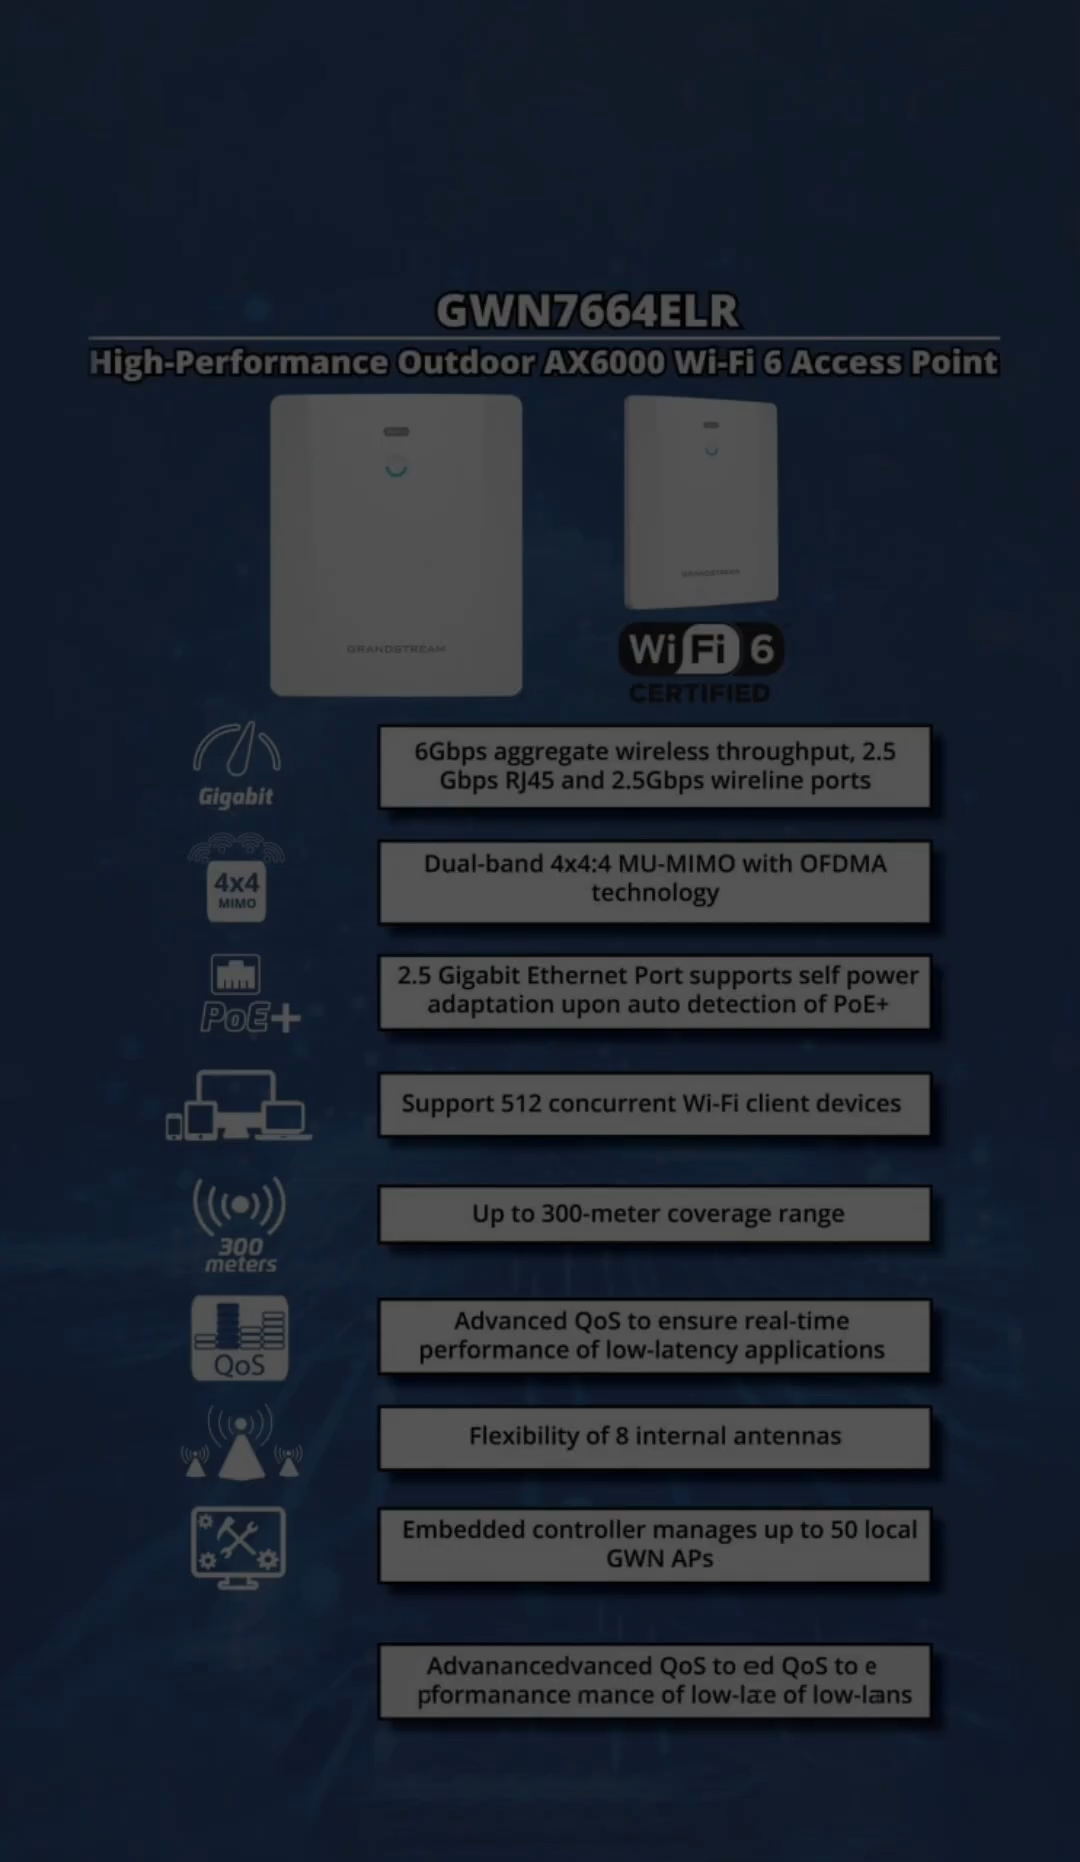 GWN7664ELR
High-Performance Outdoor AX6000 Wi-Fi 6 Access Point
GRANDSTREAM
GRANDSTREAM
Wi Fi 6
CERTIFIED
Gigabit
6Gbps aggregate wireless throughput, 2.5
Gbps RJ45 and 2.5Gbps wireline ports
4x4
MIMO
Dual-band 4x4:4 MU-MIMO with OFDMA
technology
PoE+
2.5 Gigabit Ethernet Port supports self power
adaptation upon auto detection of PoE+
Support 512 concurrent Wi-Fi client devices
300
meters
Up to 300-meter coverage range
QoS
Advanced QoS to ensure real-time
performance of low-latency applications
Flexibility of 8 internal antennas
Embedded controller manages up to 50 local
GWN APs
Advanancedvanced QoS to ed QoS to e
pformanance mance of low-læe of low-lans